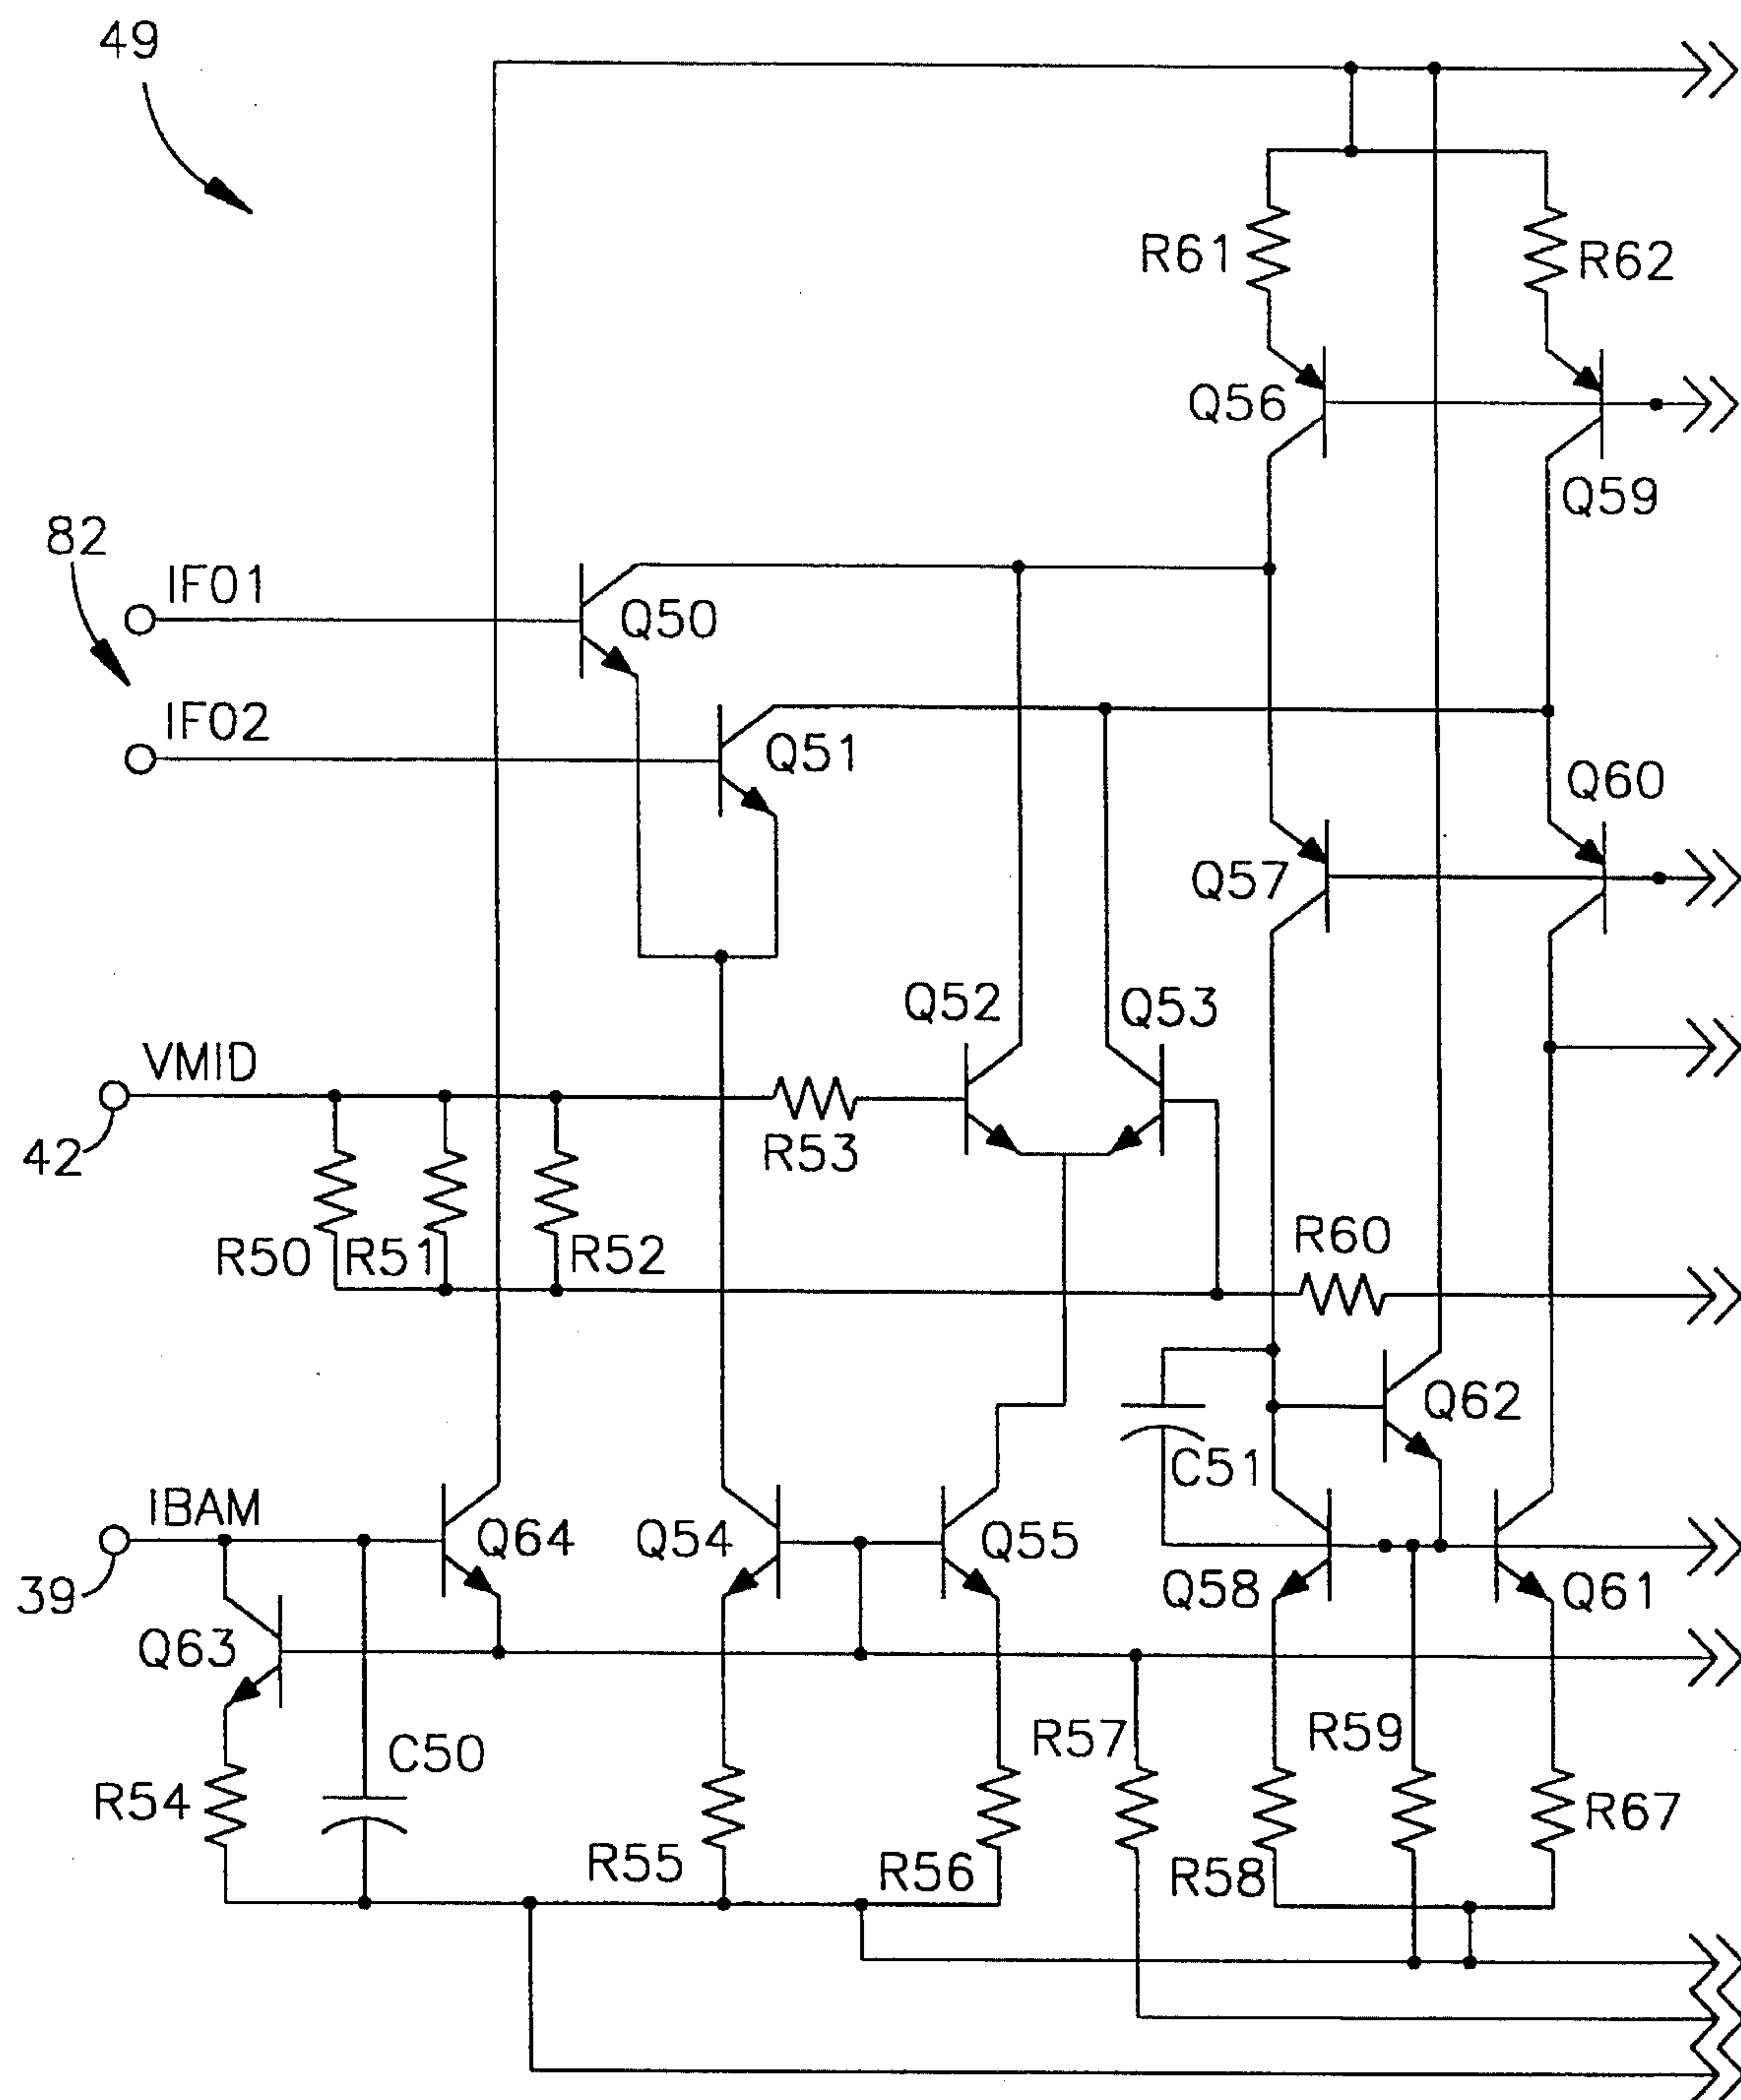 49
R61
R62
Q56
Q59
82
IF01
Q50
IF02
Q51
Q60
Q57
Q52
Q53
VMID
42
R53
R50
R51
R52
R60
Q62
C51
IBAM
Q64
Q54
Q55
39
Q58
Q61
Q63
R57
R59
C50
R54
R67
R55
R56
R58